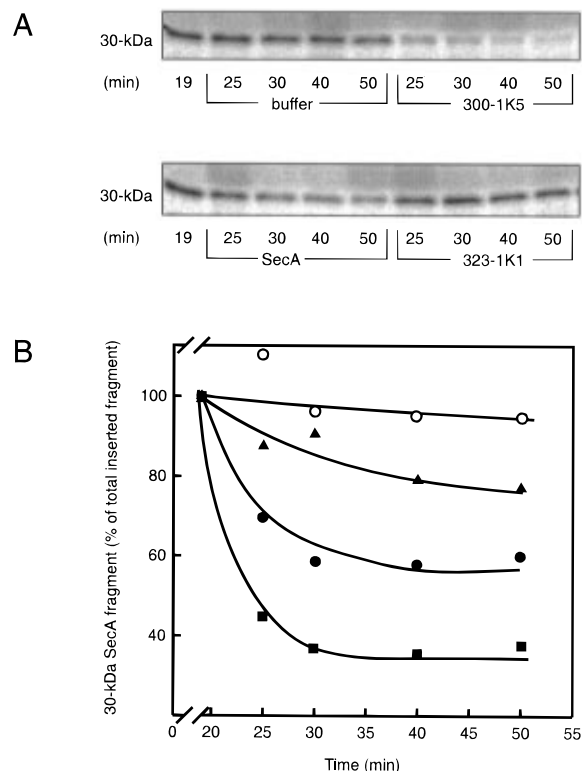 A
30-kDa
(min) 19 25 30 40 50 25 30 40 50
buffer 300-1K5
30-kDa
(min) 19 25 30 40 50 25 30 40 50
SecA 323-1K1
B
30-kDa SecA fragment (% of total inserted fragment)
100
80
60
40
0 20 25 30 35 40 45 50 55
Time (min)